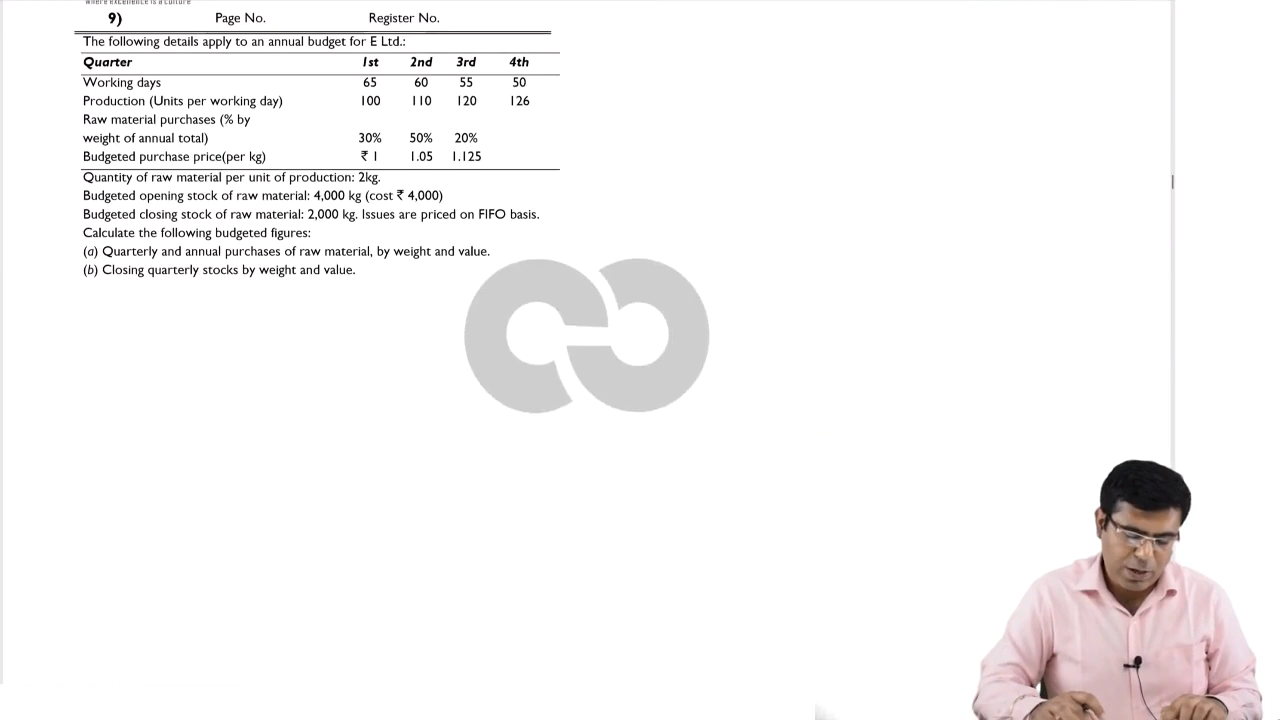 where excellence is a culture
9) Page No. Register No.
The following details apply to an annual budget for E Ltd.:
Quarter 1st 2nd 3rd 4th
Working days 65 60 55 50
Production (Units per working day) 100 110 120 126
Raw material purchases (% by
weight of annual total) 30% 50% 20%
Budgeted purchase price(per kg) ₹ 1 1.05 1.125
Quantity of raw material per unit of production: 2kg.
Budgeted opening stock of raw material: 4,000 kg (cost ₹ 4,000)
Budgeted closing stock of raw material: 2,000 kg. Issues are priced on FIFO basis.
Calculate the following budgeted figures:
(a) Quarterly and annual purchases of raw material, by weight and value.
(b) Closing quarterly stocks by weight and value.